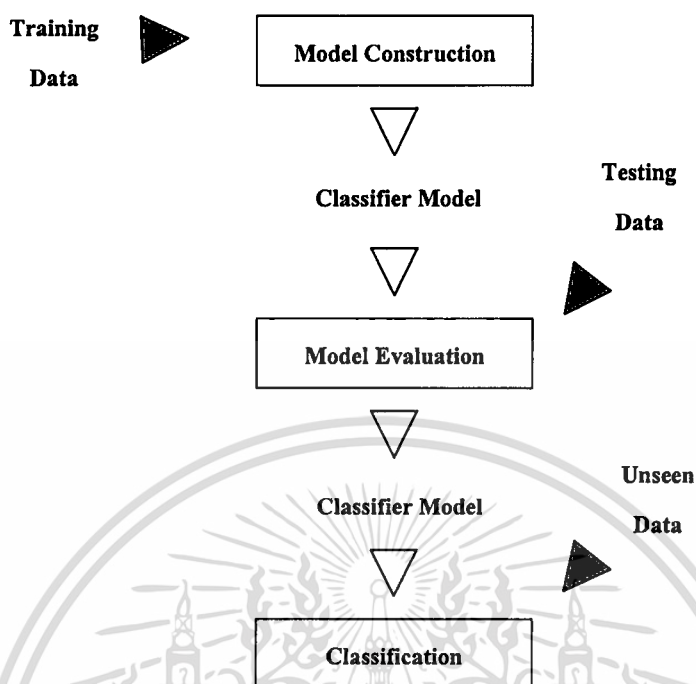 Training
Data
Model Construction
Classifier Model
Testing
Data
Model Evaluation
Classifier Model
Unseen
Data
Classification